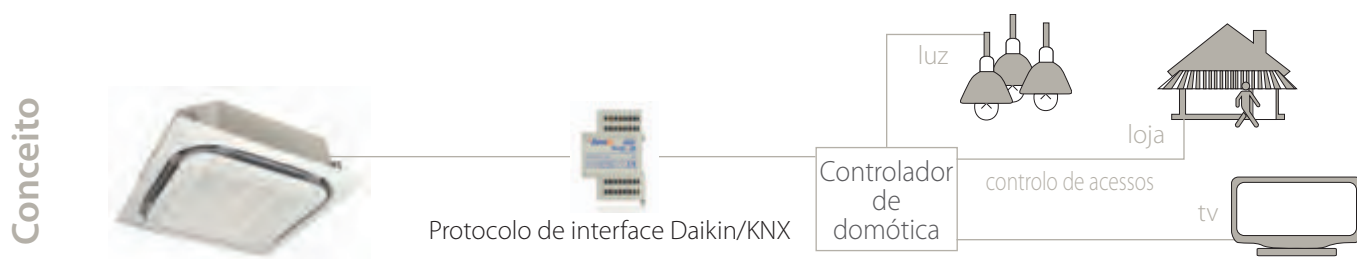 Conceito
luz
loja
Controlador
de
domótica
controlo de acessos
tv
Protocolo de interface Daikin/KNX